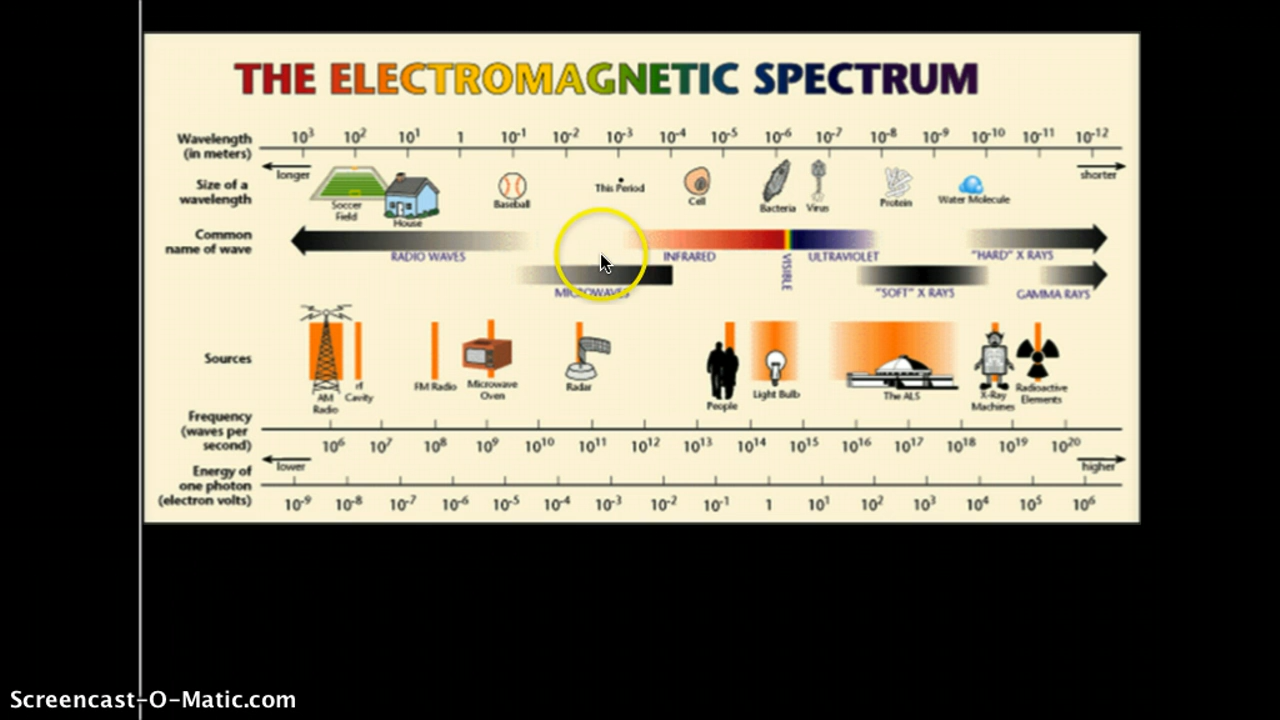 THE ELECTROMAGNETIC SPECTRUM
Wavelength
(in meters)
10³ 10² 10¹ 1 10⁻¹ 10⁻² 10⁻³ 10⁻⁴ 10⁻⁵ 10⁻⁶ 10⁻⁷ 10⁻⁸ 10⁻⁹ 10⁻¹⁰ 10⁻¹¹ 10⁻¹²
longer
shorter
Size of a
wavelength
Soccer
Field
House
Baseball
This Period
Cell
Bacteria
Virus
Protein
Water Molecule
Common
name of wave
RADIO WAVES
MICROWAVES
INFRARED
VISIBLE
ULTRAVIOLET
"SOFT" X RAYS
"HARD" X RAYS
GAMMA RAYS
Sources
AM
Radio
rf
Cavity
FM Radio
Microwave
Oven
Radar
People
Light Bulb
The ALS
X-Ray
Machines
Radioactive
Elements
Frequency
(waves per
second)
10⁶ 10⁷ 10⁸ 10⁹ 10¹⁰ 10¹¹ 10¹² 10¹³ 10¹⁴ 10¹⁵ 10¹⁶ 10¹⁷ 10¹⁸ 10¹⁹ 10²⁰
lower
higher
Energy of
one photon
(electron volts)
10⁻⁹ 10⁻⁸ 10⁻⁷ 10⁻⁶ 10⁻⁵ 10⁻⁴ 10⁻³ 10⁻² 10⁻¹ 1 10¹ 10² 10³ 10⁴ 10⁵ 10⁶
Screencast-O-Matic.com